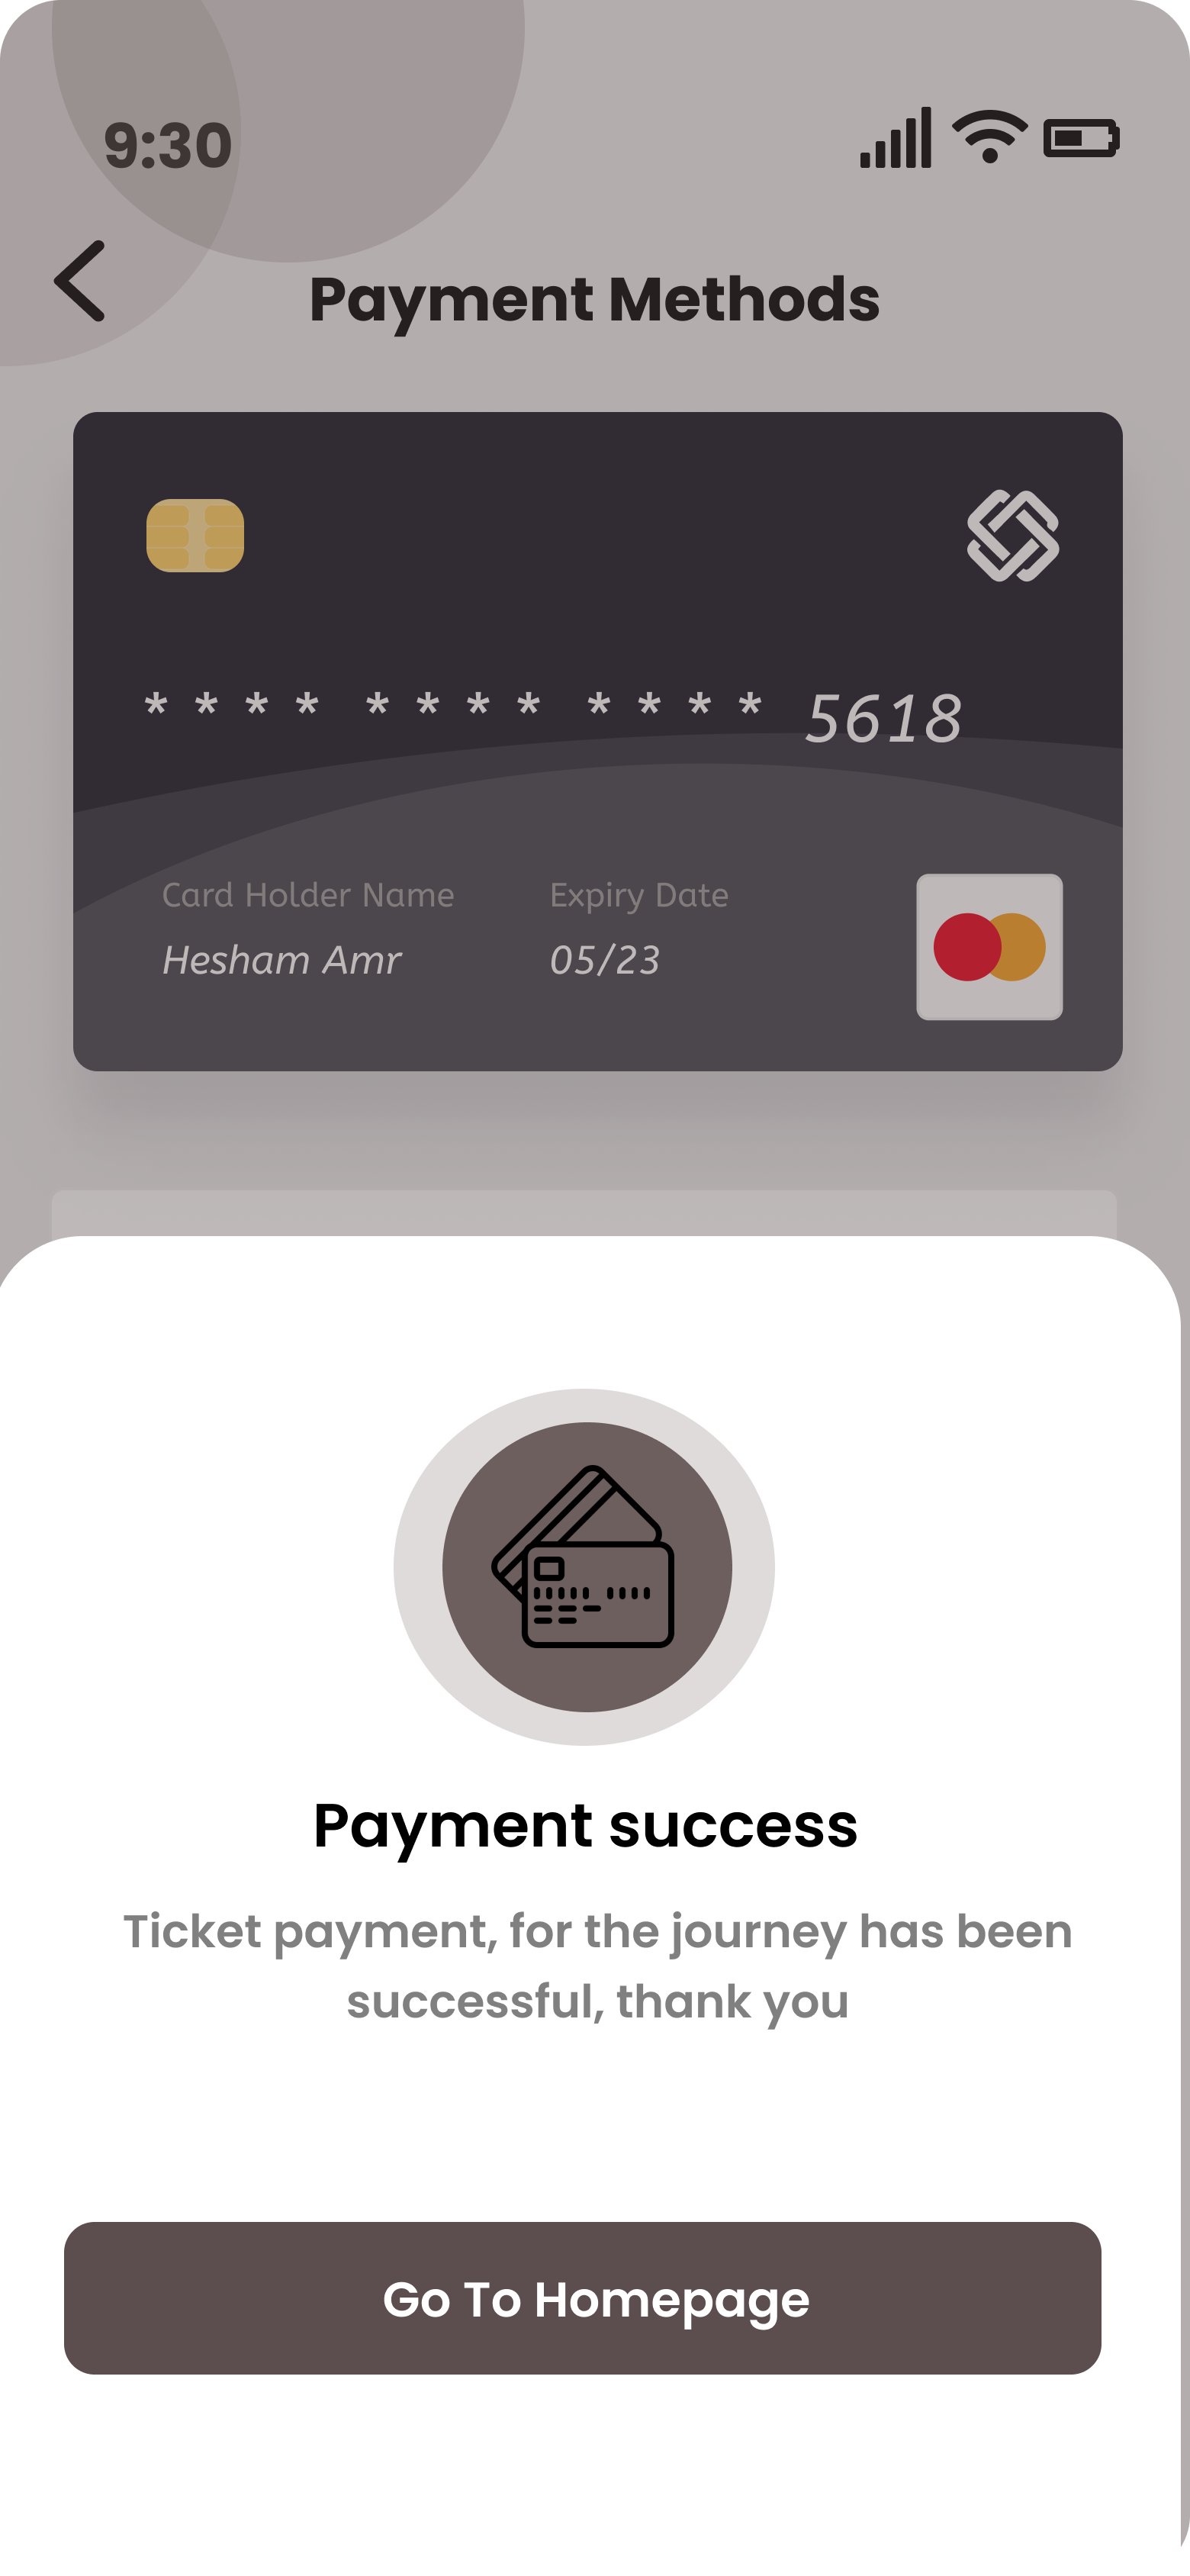 9:30
Payment Methods
* * * * * * * * * * * * 5618
Card Holder Name Expiry Date
Hesham Amr 05/23
Payment success
Ticket payment, for the journey has been
successful, thank you
Go To Homepage